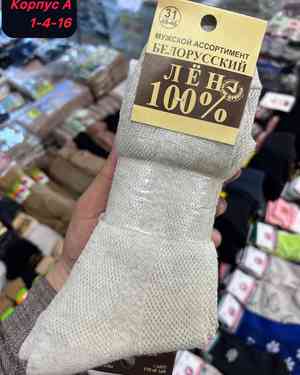 Корпус А
1-4-16
31
МУЖСКОЙ АССОРТИМЕНТ
БЕЛОРУССКИЙ
ЛЁН
100%